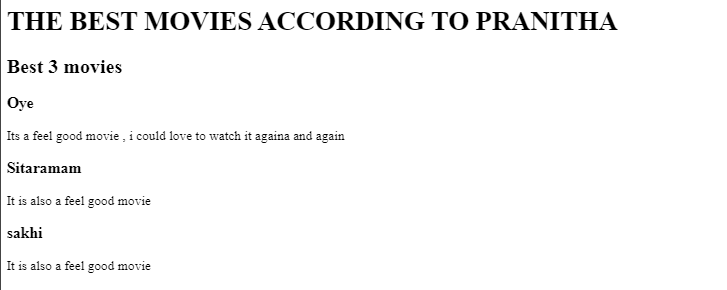 THE BEST MOVIES ACCORDING TO PRANITHA
Best 3 movies
Oye
Its a feel good movie , i could love to watch it againa and again
Sitaramam
It is also a feel good movie
sakhi
It is also a feel good movie